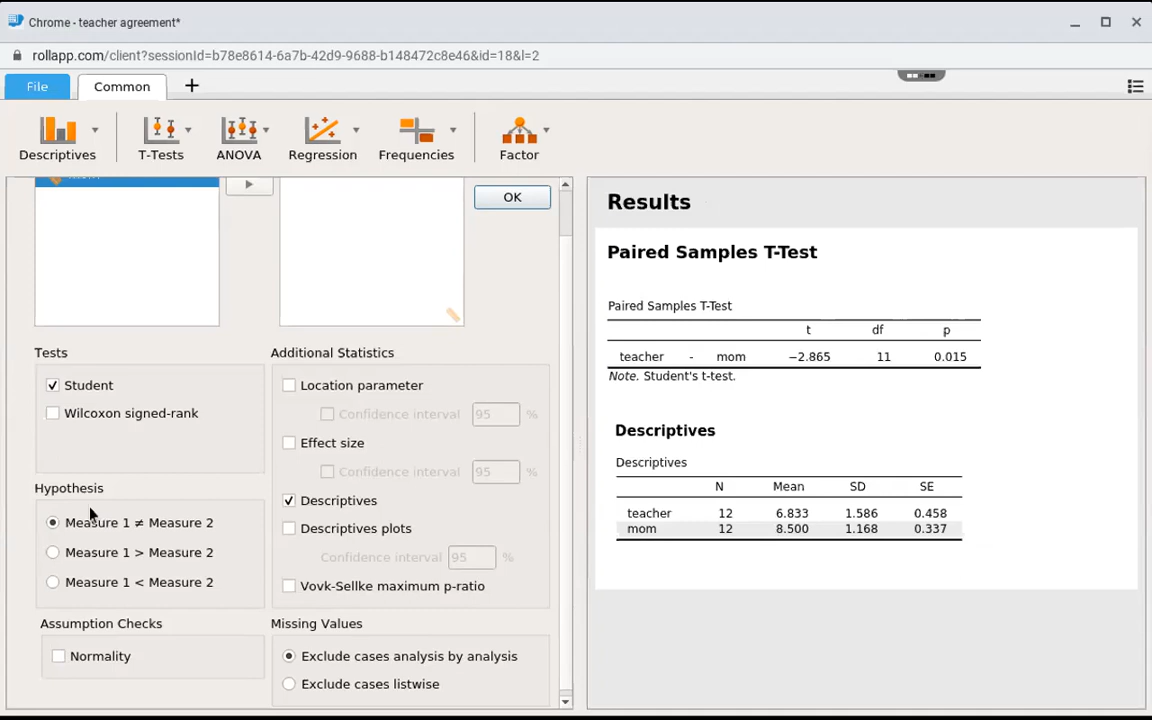 Chrome - teacher agreement*
rollapp.com/client?sessionId=b78e8614-6a7b-42d9-9688-b148472c8e46&id=18&l=2
File
Common
+
Descriptives
T-Tests
ANOVA
Regression
Frequencies
Factor
OK
Tests
Student
Wilcoxon signed-rank
Hypothesis
Measure 1 ≠ Measure 2
Measure 1 > Measure 2
Measure 1 < Measure 2
Assumption Checks
Normality
Additional Statistics
Location parameter
Confidence interval 95 %
Effect size
Confidence interval 95 %
Descriptives
Descriptives plots
Confidence interval 95 %
Vovk-Sellke maximum p-ratio
Missing Values
Exclude cases analysis by analysis
Exclude cases listwise
Results
Paired Samples T-Test
Paired Samples T-Test
t df p
teacher - mom −2.865 11 0.015
Note. Student's t-test.
Descriptives
Descriptives
N Mean SD SE
teacher 12 6.833 1.586 0.458
mom 12 8.500 1.168 0.337